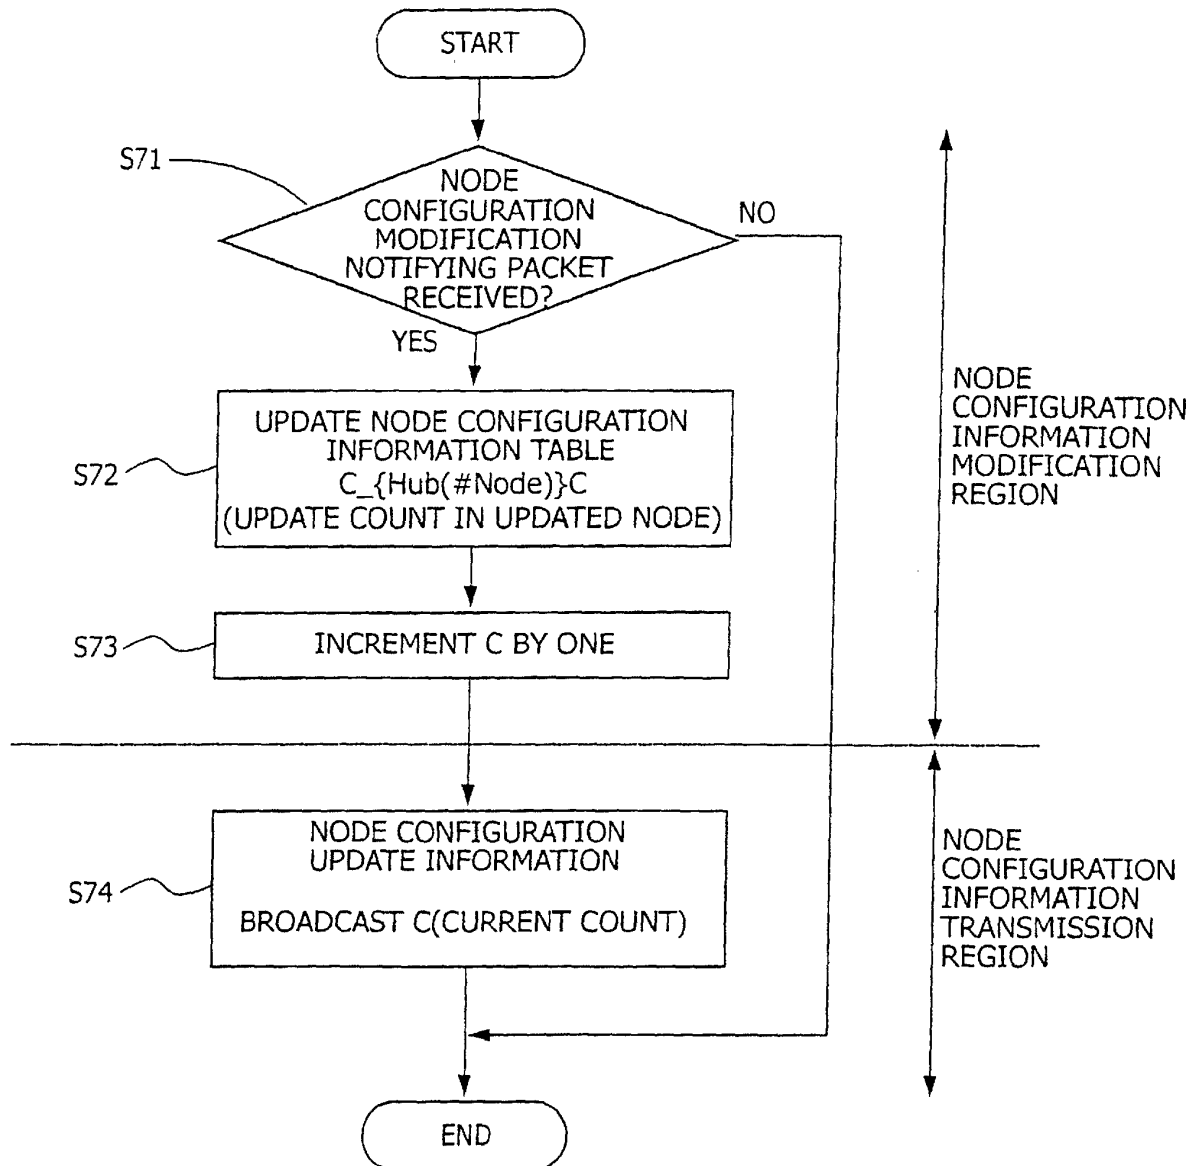 START
S71
NODE
CONFIGURATION
MODIFICATION
NOTIFYING PACKET
RECEIVED?
NO
YES
S72
UPDATE NODE CONFIGURATION
INFORMATION TABLE
C_{Hub(#Node)}C
(UPDATE COUNT IN UPDATED NODE)
S73
INCREMENT C BY ONE
NODE
CONFIGURATION
INFORMATION
MODIFICATION
REGION
S74
NODE CONFIGURATION
UPDATE INFORMATION
BROADCAST C(CURRENT COUNT)
NODE
CONFIGURATION
INFORMATION
TRANSMISSION
REGION
END